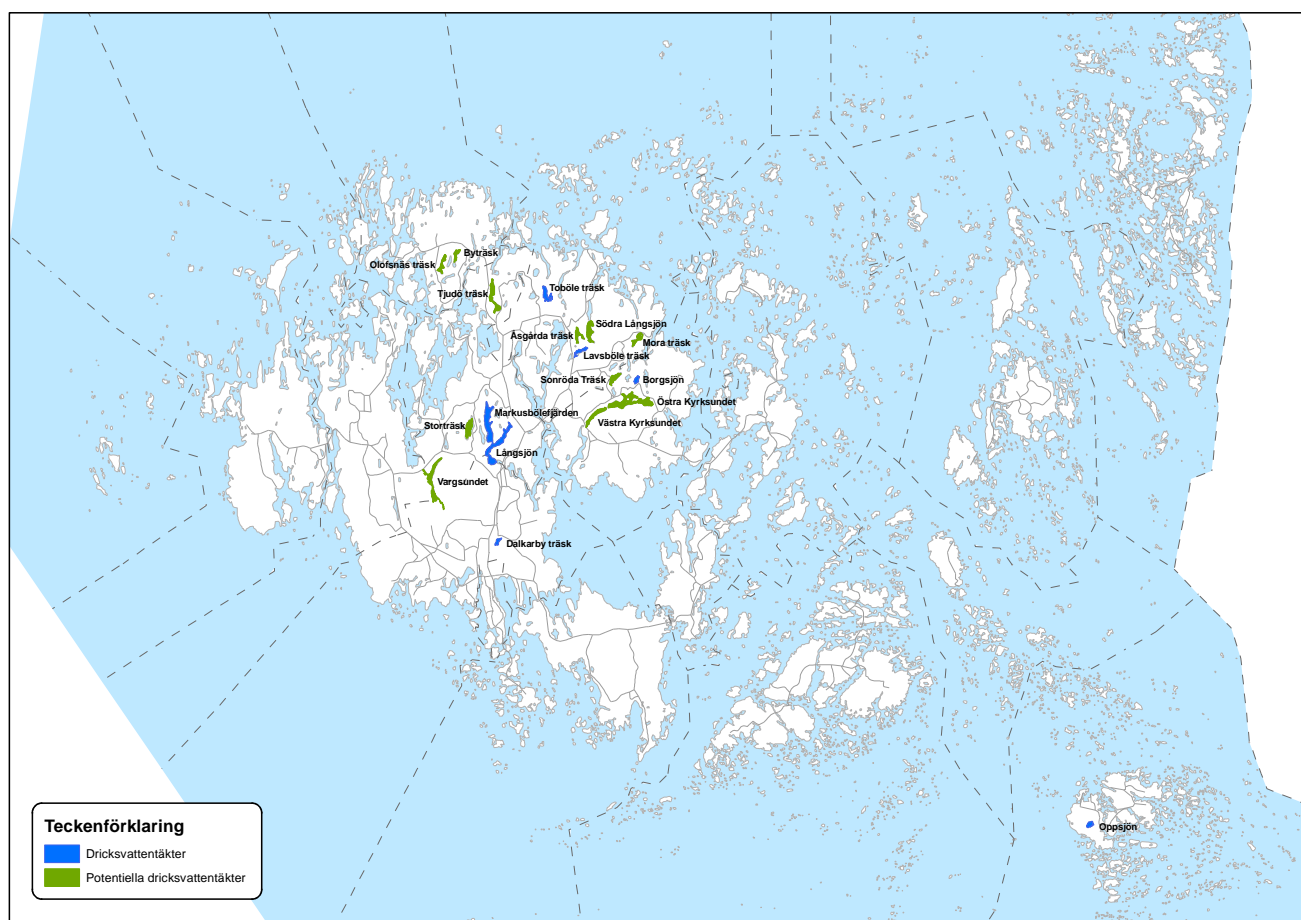 Byträsk
Olofsnäs träsk
Tjudö träsk
Toböle träsk
Södra Långsjön
Åsgårda träsk
Mora träsk
Lavsböle träsk
Sonröda Träsk
Borgsjön
Östra Kyrksundet
Markusbölefjärden
Västra Kyrksundet
Storträsk
Långsjön
Vargsundet
Dalkarby träsk
Oppsjön
Teckenförklaring
Dricksvattentäkter
Potentiella dricksvattentäkter